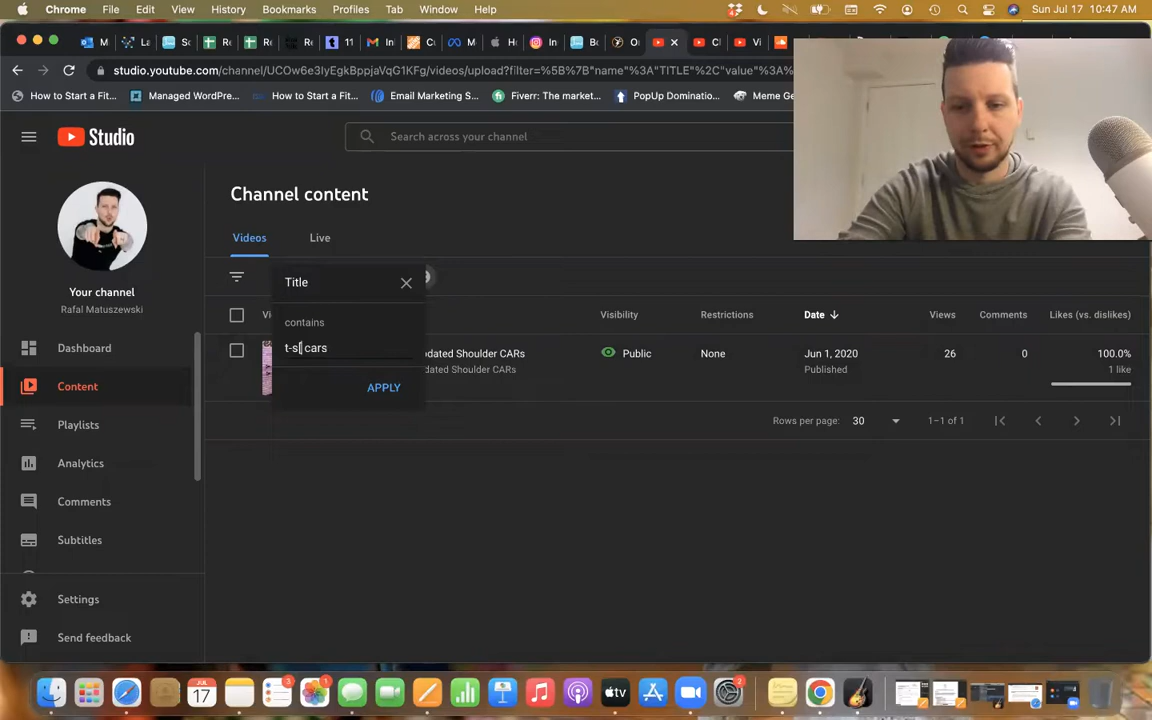 Chrome File Edit View History Bookmarks Profiles Tab Window Help Sun Jul 17 10:47 AM
studio.youtube.com/channel/UCOw6e3IyEgkBppjaVqG1KFg/videos/upload?filter=%5B%7B"name"%3A"TITLE"%2C"value"%3A%
How to Start a Fit... Managed WordPre... How to Start a Fit... Email Marketing S... Fiverr: The market... PopUp Dominatio... Meme Ge
Studio
Search across your channel
Your channel
Rafal Matuszewski
Dashboard
Content
Playlists
Analytics
Comments
Subtitles
Settings
Send feedback
Channel content
Videos Live
Title
contains
t-s cars
APPLY
Visibility Restrictions Date Views Comments Likes (vs. dislikes)
pdated Shoulder CARs Public None Jun 1, 2020 26 0 100.0%
dated Shoulder CARs Published 1 like
Rows per page: 30 1–1 of 1
JUL
17